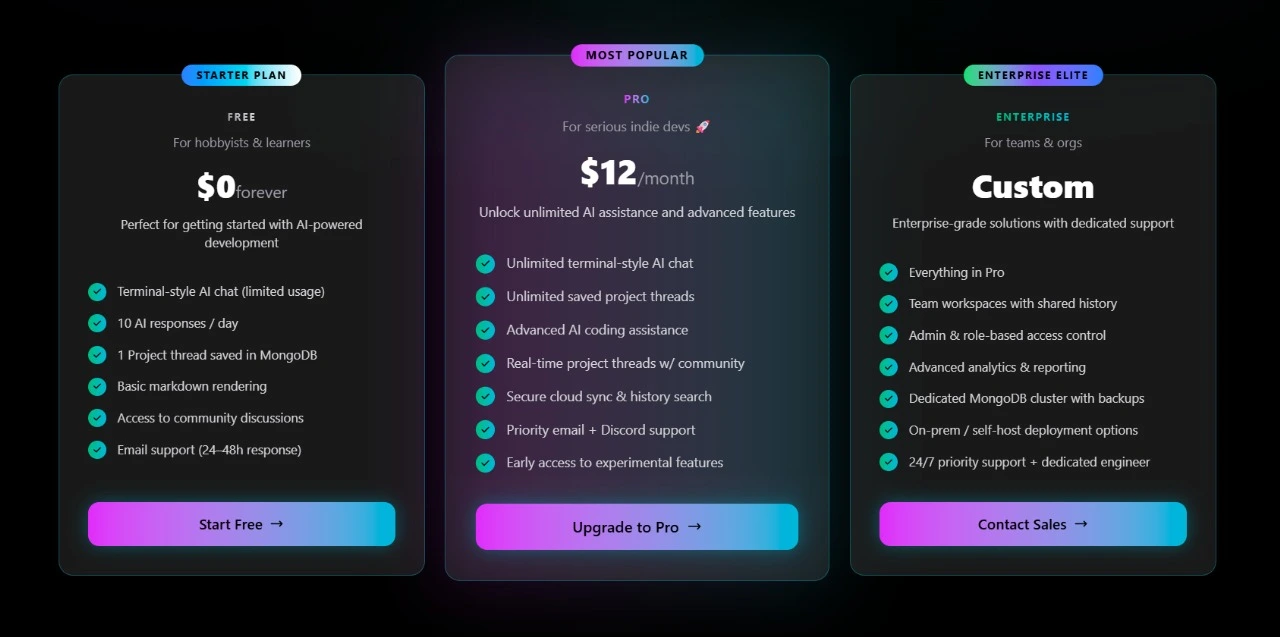 STARTER PLAN
FREE
For hobbyists & learners
$0forever
Perfect for getting started with AI-powered
development
Terminal-style AI chat (limited usage)
10 AI responses / day
1 Project thread saved in MongoDB
Basic markdown rendering
Access to community discussions
Email support (24–48h response)
Start Free →
MOST POPULAR
PRO
For serious indie devs 🚀
$12/month
Unlock unlimited AI assistance and advanced features
Unlimited terminal-style AI chat
Unlimited saved project threads
Advanced AI coding assistance
Real-time project threads w/ community
Secure cloud sync & history search
Priority email + Discord support
Early access to experimental features
Upgrade to Pro →
ENTERPRISE ELITE
ENTERPRISE
For teams & orgs
Custom
Enterprise-grade solutions with dedicated support
Everything in Pro
Team workspaces with shared history
Admin & role-based access control
Advanced analytics & reporting
Dedicated MongoDB cluster with backups
On-prem / self-host deployment options
24/7 priority support + dedicated engineer
Contact Sales →